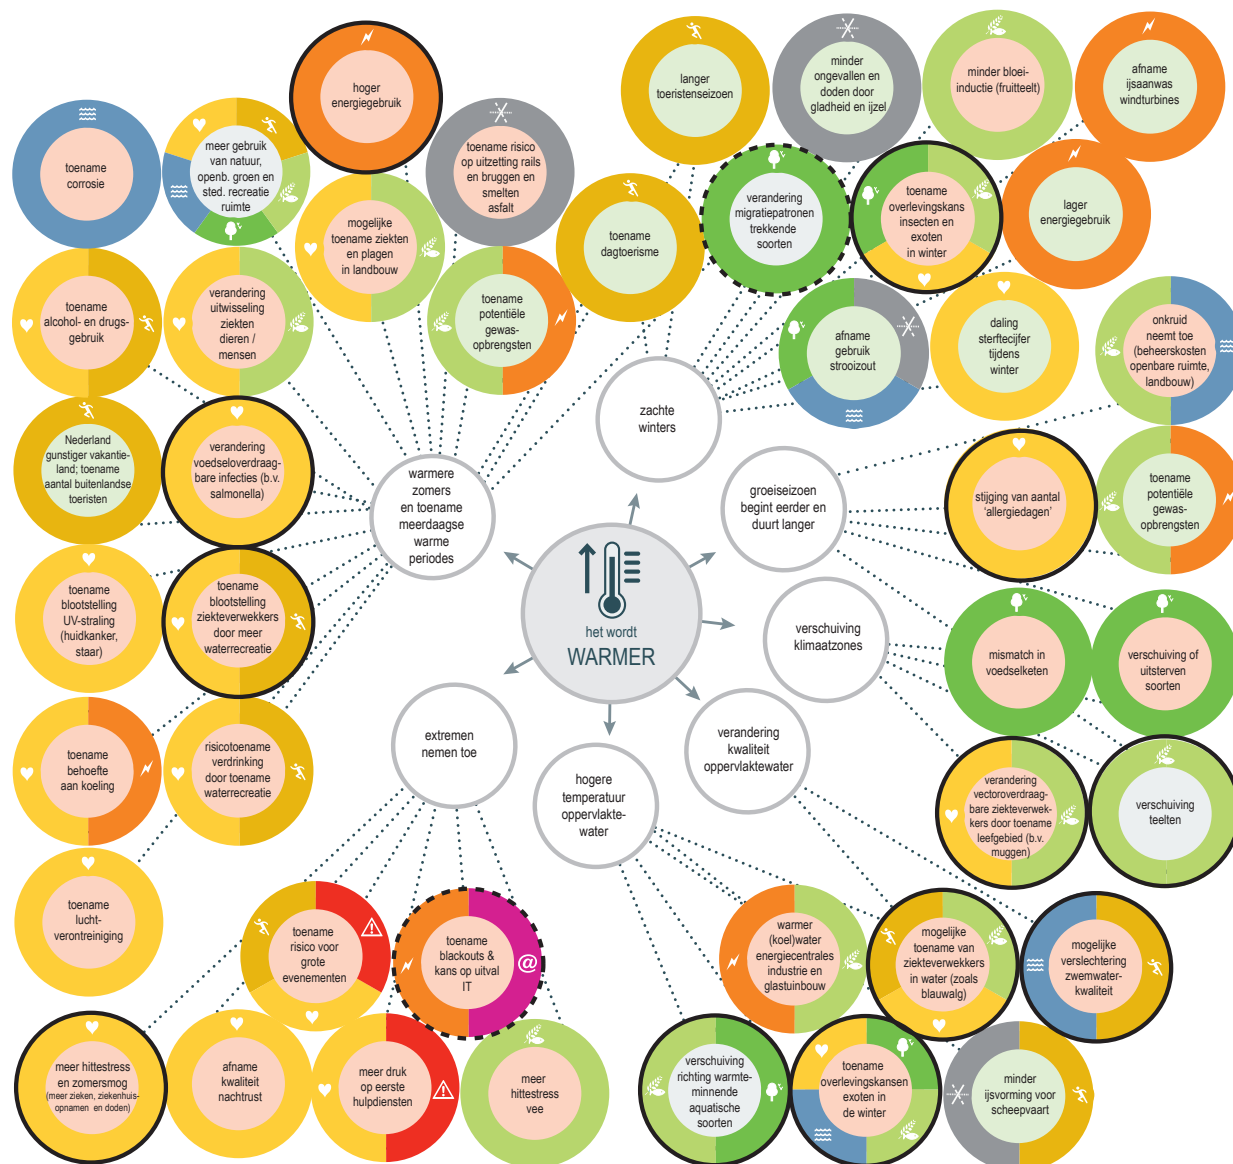 hoger
energiegebruik
langer
toeristenseizoen
minder
ongevallen en
doden door
gladheid en ijzel
minder bloei-
inductie (fruitteelt)
afname
ijsaanwas
windturbines
toename
corrosie
meer gebruik
van natuur,
openb. groen en
sted. recreatie
ruimte
toename risico
op uitzetting rails
en bruggen en
smelten
asfalt
mogelijke
toename ziekten
en plagen
in landbouw
toename
dagtoerisme
verandering
migratiepatronen
trekkende
soorten
toename
overlevingskans
insecten en
exoten
in winter
lager
energiegebruik
toename
alcohol- en drugs-
gebruik
verandering
uitwisseling
ziekten
dieren /
mensen
toename
potentiële
gewas-
opbrengsten
afname
gebruik
strooizout
daling
sterftecijfer
tijdens
winter
onkruid
neemt toe
(beheerskosten
openbare ruimte,
landbouw)
zachte
winters
Nederland
gunstiger vakantie-
land; toename
aantal buitenlandse
toeristen
verandering
voedseloverdraag-
bare infecties (b.v.
salmonella)
warmere
zomers
en toename
meerdaagse
warme
periodes
groeiseizoen
begint eerder en
duurt langer
stijging van aantal
‘allergiedagen’
toename
potentiële
gewas-
opbrengsten
toename
blootstelling
UV-straling
(huidkanker,
staar)
toename
blootstelling
ziekteverwekkers
door meer
waterrecreatie
het wordt
WARMER
verschuiving
klimaatzones
mismatch in
voedselketen
verschuiving of
uitsterven
soorten
toename
behoefte
aan koeling
risicotoename
verdrinking
door toename
waterrecreatie
extremen
nemen toe
hogere
temperatuur
oppervlakte-
water
verandering
kwaliteit
oppervlaktewater
verandering
vectoroverdraag-
bare ziekteverwek-
kers door toename
leefgebied (b.v.
muggen)
verschuiving
teelten
toename
lucht-
verontreiniging
toename
risico voor
grote
evenementen
toename
blackouts &
kans op uitval
IT
@
warmer
(koel)water
energiecentrales
industrie en
glastuinbouw
mogelijke
toename van
ziekteverwekkers
in water (zoals
blauwalg)
mogelijke
verslechtering
zwemwater-
kwaliteit
meer hittestress
en zomersmog
(meer zieken, ziekenhuis-
opnamen en doden)
afname
kwaliteit
nachtrust
meer druk
op eerste
hulpdiensten
meer
hittestress
vee
verschuiving
richting warmte-
minnende
aquatische
soorten
toename
overlevingskansen
exoten in
de winter
minder
ijsvorming voor
scheepvaart